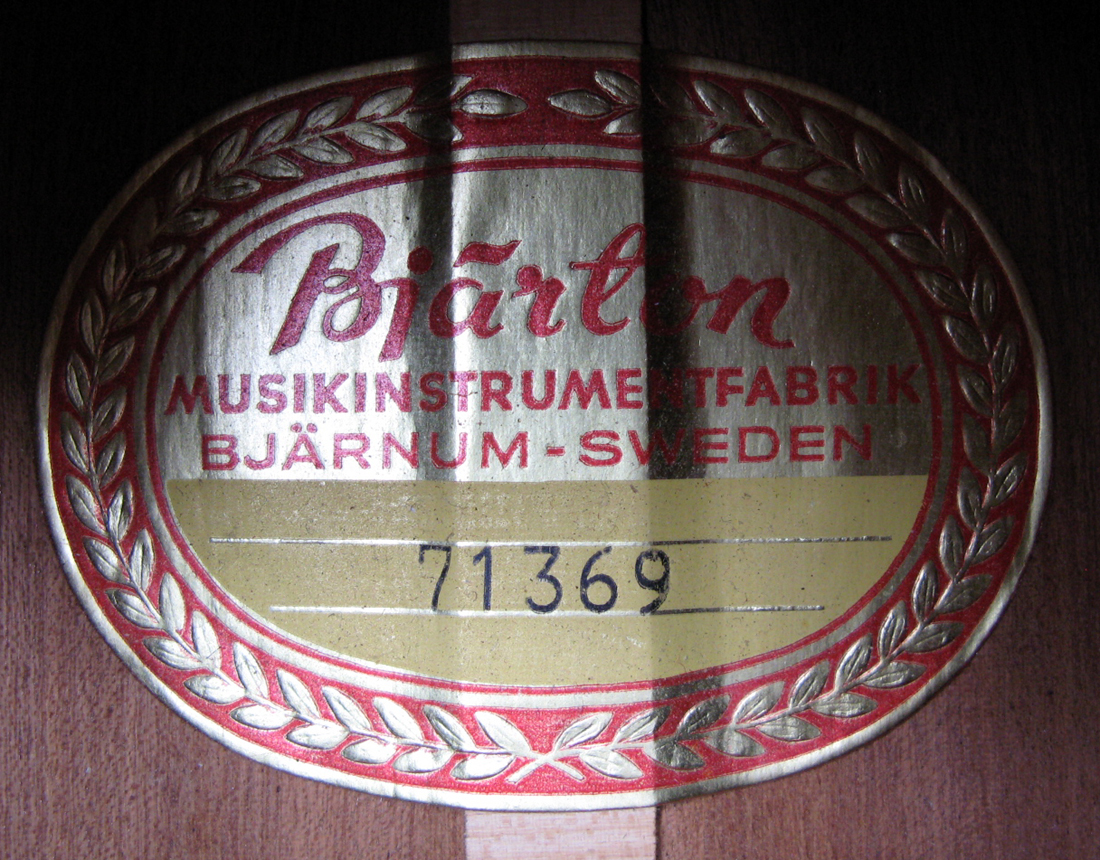 Bjärton
MUSIKINSTRUMENTFABRIK
BJÄRNUM - SWEDEN
71369